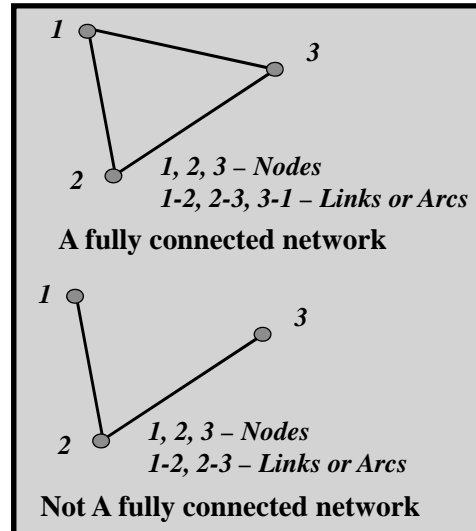 1
3
2
1, 2, 3 – Nodes
1-2, 2-3, 3-1 – Links or Arcs
A fully connected network
1
3
2
1, 2, 3 – Nodes
1-2, 2-3 – Links or Arcs
Not A fully connected network